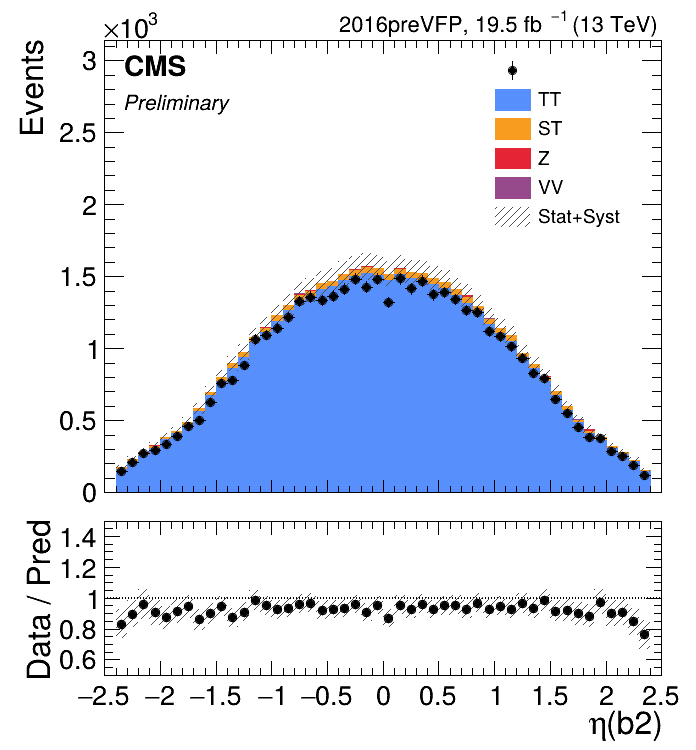 ×10³
2016preVFP, 19.5 fb ⁻¹ (13 TeV)
CMS
Preliminary
Events
3
2.5
2
1.5
1
0.5
0
TT
ST
Z
VV
Stat+Syst
Data / Pred
1.4
1.2
1
0.8
0.6
−2.5 −2 −1.5 −1 −0.5 0 0.5 1 1.5 2 2.5
η(b2)